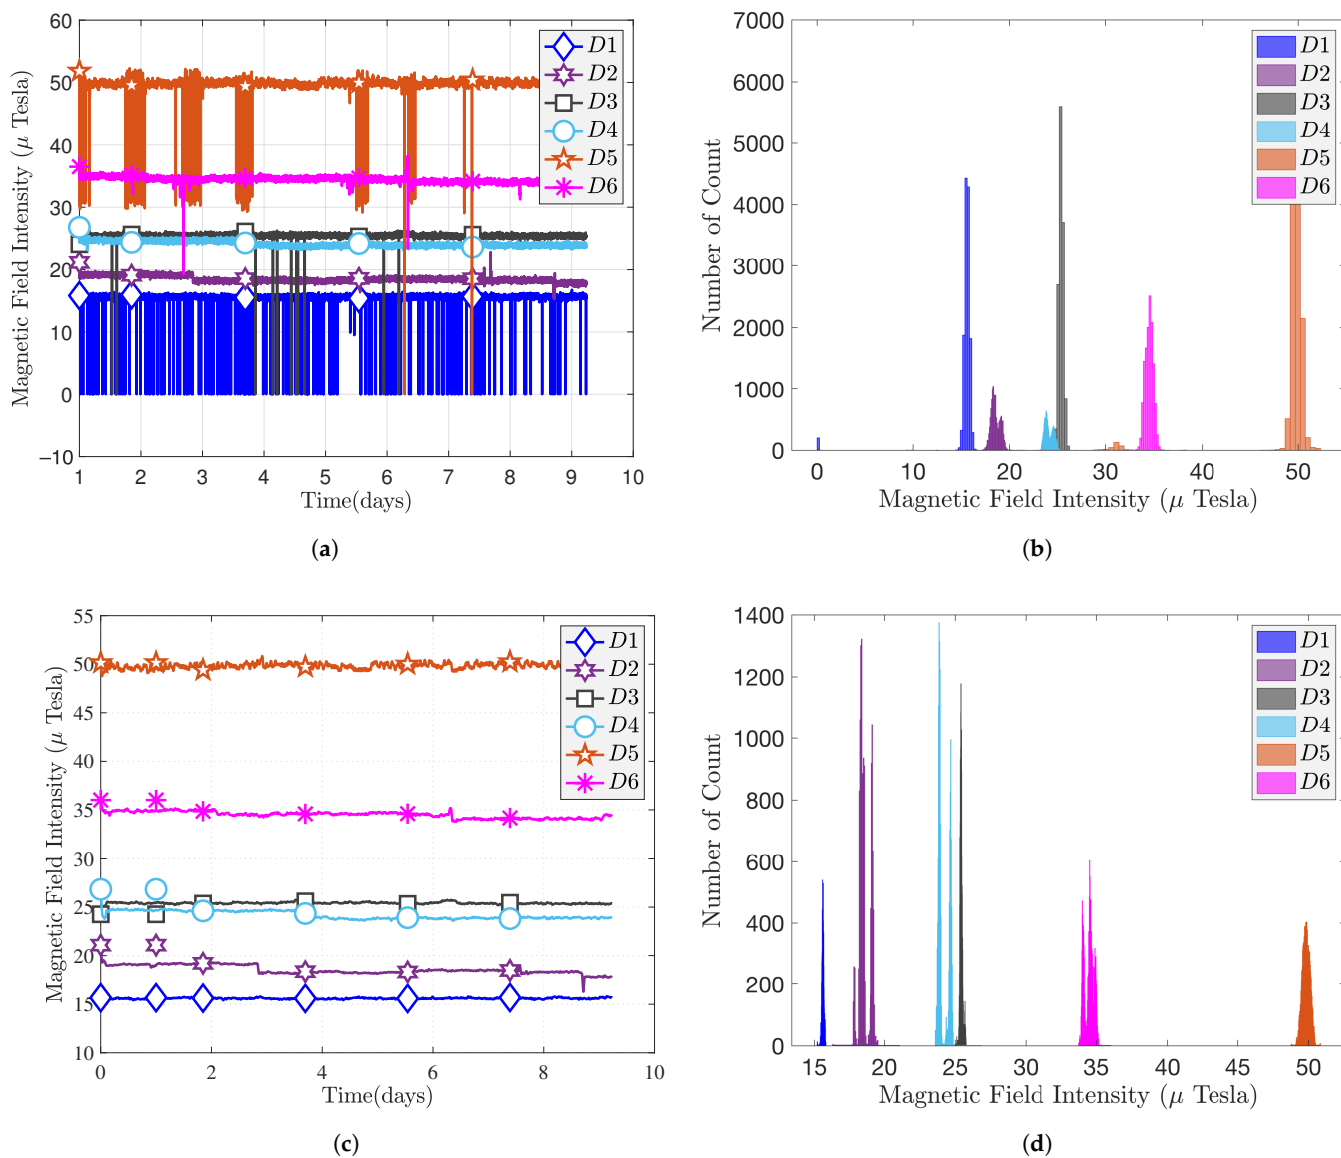 60
50
40
30
20
10
0
−10
1 2 3 4 5 6 7 8 9 10
Magnetic Field Intensity (μ Tesla)
Time(days)
D1
D2
D3
D4
D5
D6
(a)
7000
6000
5000
4000
3000
2000
1000
0
0 10 20 30 40 50
Number of Count
Magnetic Field Intensity (μ Tesla)
D1
D2
D3
D4
D5
D6
(b)
55
50
45
40
35
30
25
20
15
10
0 2 4 6 8 10
Magnetic Field Intensity (μ Tesla)
Time(days)
D1
D2
D3
D4
D5
D6
(c)
1400
1200
1000
800
600
400
200
0
15 20 25 30 35 40 45 50
Number of Count
Magnetic Field Intensity (μ Tesla)
D1
D2
D3
D4
D5
D6
(d)